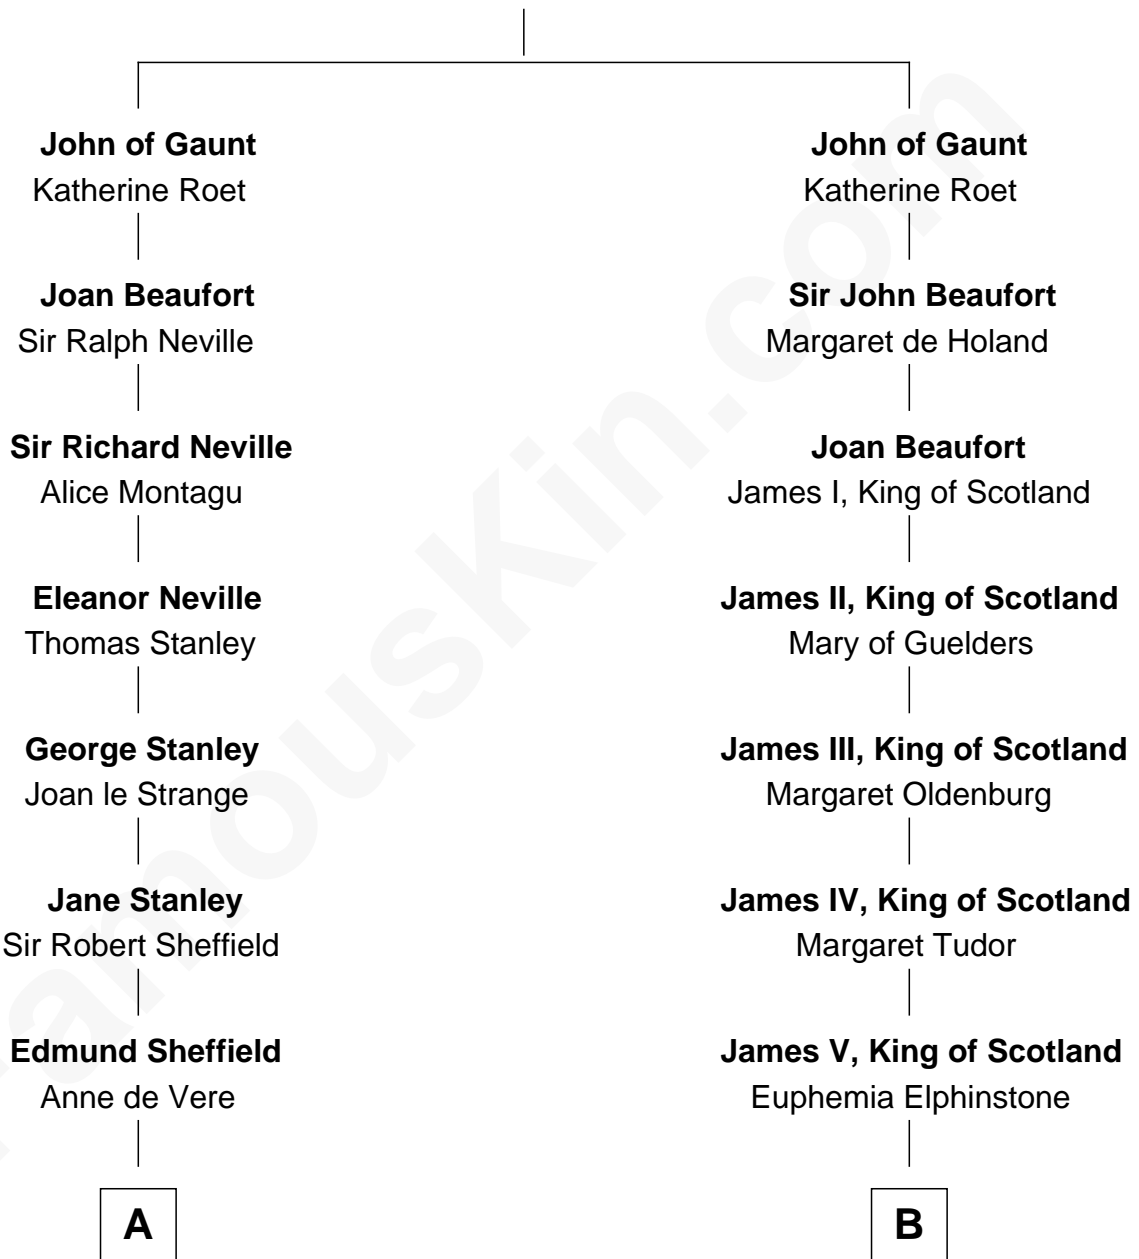 John of Gaunt
Katherine Roet
Joan Beaufort
Sir Ralph Neville
Sir Richard Neville
Alice Montagu
Eleanor Neville
Thomas Stanley
George Stanley
Joan le Strange
Jane Stanley
Sir Robert Sheffield
Edmund Sheffield
Anne de Vere
A
John of Gaunt
Katherine Roet
Sir John Beaufort
Margaret de Holand
Joan Beaufort
James I, King of Scotland
James II, King of Scotland
Mary of Guelders
James III, King of Scotland
Margaret Oldenburg
James IV, King of Scotland
Margaret Tudor
James V, King of Scotland
Euphemia Elphinstone
B
FamousKin.com